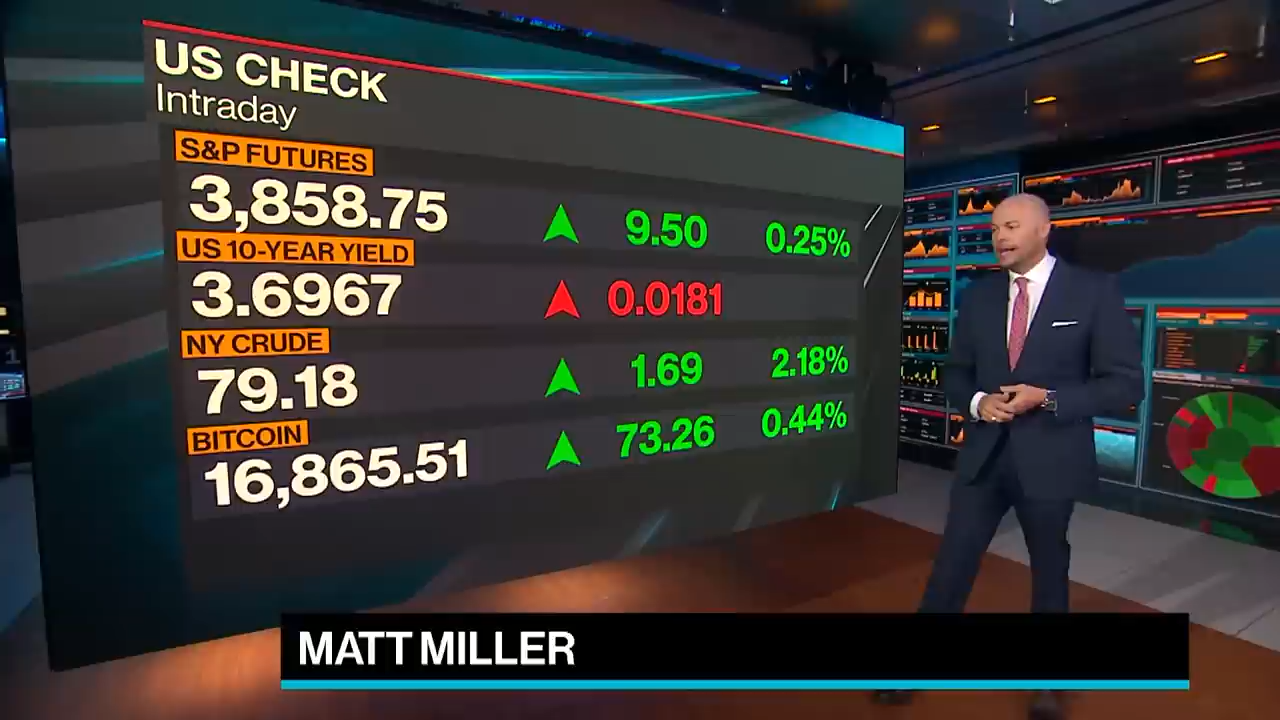 US CHECK
Intraday
S&P FUTURES
3,858.75 ▲ 9.50 0.25%
US 10-YEAR YIELD
3.6967 ▲ 0.0181
NY CRUDE
79.18 ▲ 1.69 2.18%
BITCOIN
16,865.51 ▲ 73.26 0.44%
MATT MILLER